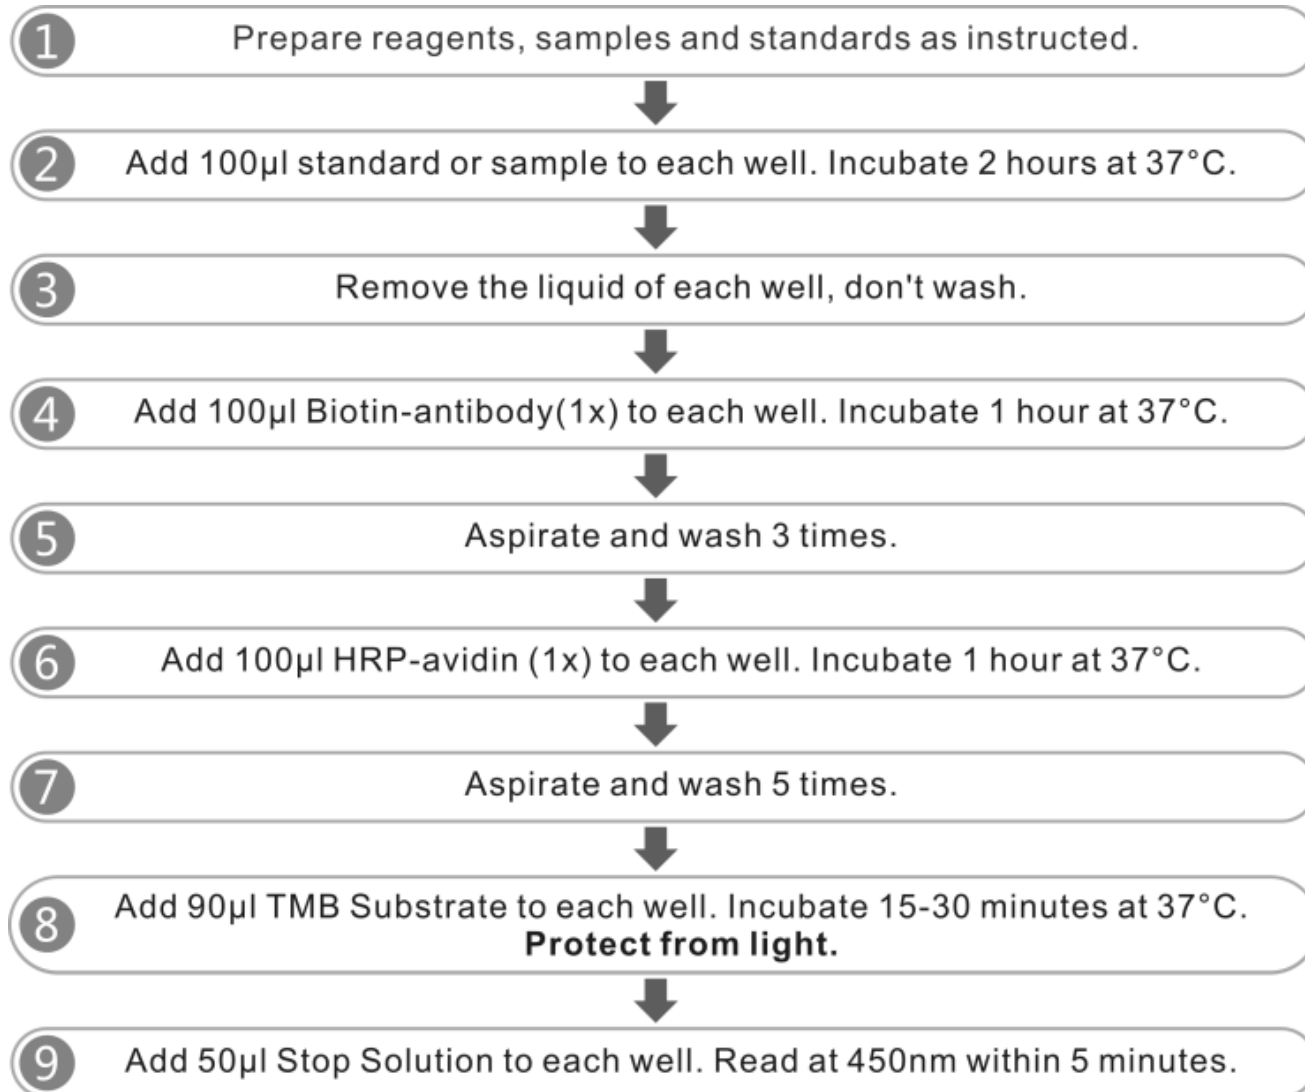 1 Prepare reagents, samples and standards as instructed.
2 Add 100μl standard or sample to each well. Incubate 2 hours at 37°C.
3 Remove the liquid of each well, don't wash.
4 Add 100μl Biotin-antibody(1x) to each well. Incubate 1 hour at 37°C.
5 Aspirate and wash 3 times.
6 Add 100μl HRP-avidin (1x) to each well. Incubate 1 hour at 37°C.
7 Aspirate and wash 5 times.
8 Add 90μl TMB Substrate to each well. Incubate 15-30 minutes at 37°C.
Protect from light.
9 Add 50μl Stop Solution to each well. Read at 450nm within 5 minutes.